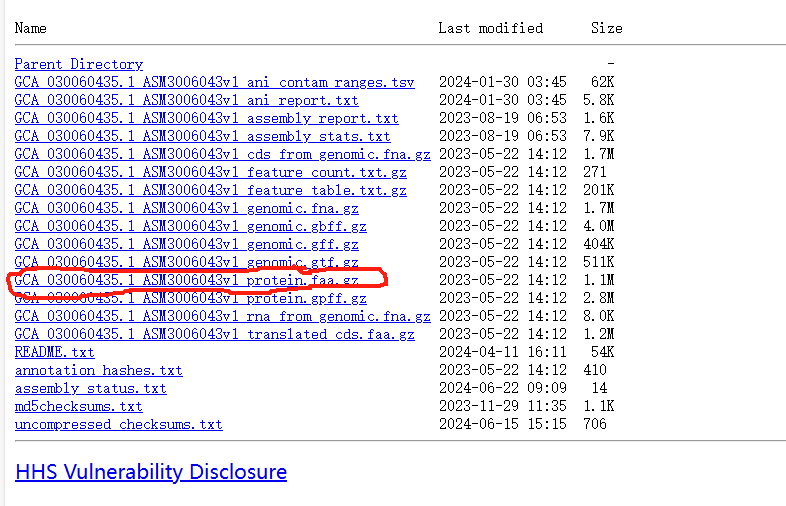 Name Last modified Size
Parent Directory -
GCA_030060435.1_ASM3006043v1_ani_contam_ranges.tsv 2024-01-30 03:45 62K
GCA_030060435.1_ASM3006043v1_ani_report.txt 2024-01-30 03:45 5.8K
GCA_030060435.1_ASM3006043v1_assembly_report.txt 2023-08-19 06:53 1.6K
GCA_030060435.1_ASM3006043v1_assembly_stats.txt 2023-08-19 06:53 7.9K
GCA_030060435.1_ASM3006043v1_cds_from_genomic.fna.gz 2023-05-22 14:12 1.7M
GCA_030060435.1_ASM3006043v1_feature_count.txt.gz 2023-05-22 14:12 271
GCA_030060435.1_ASM3006043v1_feature_table.txt.gz 2023-05-22 14:12 201K
GCA_030060435.1_ASM3006043v1_genomic.fna.gz 2023-05-22 14:12 1.7M
GCA_030060435.1_ASM3006043v1_genomic.gbff.gz 2023-05-22 14:12 4.0M
GCA_030060435.1_ASM3006043v1_genomic.gff.gz 2023-05-22 14:12 404K
GCA_030060435.1_ASM3006043v1_genomic.gtf.gz 2023-05-22 14:12 511K
GCA_030060435.1_ASM3006043v1_protein.faa.gz 2023-05-22 14:12 1.1M
GCA_030060435.1_ASM3006043v1_protein.gpff.gz 2023-05-22 14:12 2.8M
GCA_030060435.1_ASM3006043v1_rna_from_genomic.fna.gz 2023-05-22 14:12 8.0K
GCA_030060435.1_ASM3006043v1_translated_cds.faa.gz 2023-05-22 14:12 1.2M
README.txt 2024-04-11 16:11 54K
annotation_hashes.txt 2023-05-22 14:12 410
assembly_status.txt 2024-06-22 09:09 14
md5checksums.txt 2023-11-29 11:35 1.1K
uncompressed_checksums.txt 2024-06-15 15:15 706
HHS Vulnerability Disclosure